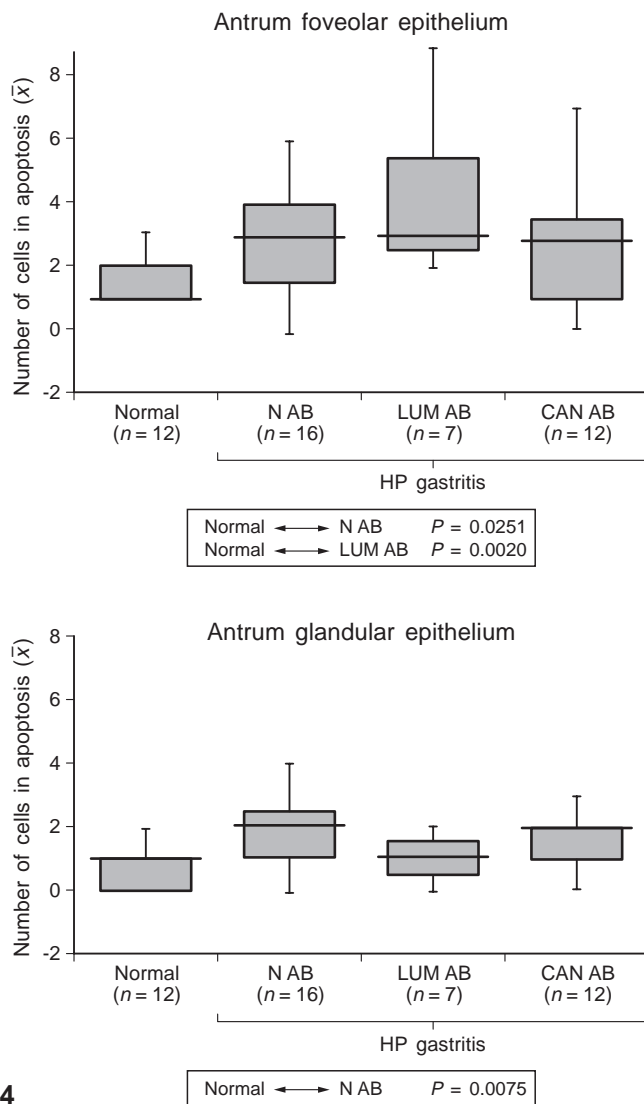 Antrum foveolar epithelium
Number of cells in apoptosis (x̄)
8
6
4
2
0
-2
Normal N AB LUM AB CAN AB
(n = 12) (n = 16) (n = 7) (n = 12)
HP gastritis
Normal ↔ N AB P = 0.0251
Normal ↔ LUM AB P = 0.0020
Antrum glandular epithelium
Number of cells in apoptosis (x̄)
8
6
4
2
0
-2
Normal N AB LUM AB CAN AB
(n = 12) (n = 16) (n = 7) (n = 12)
HP gastritis
4
Normal ↔ N AB P = 0.0075